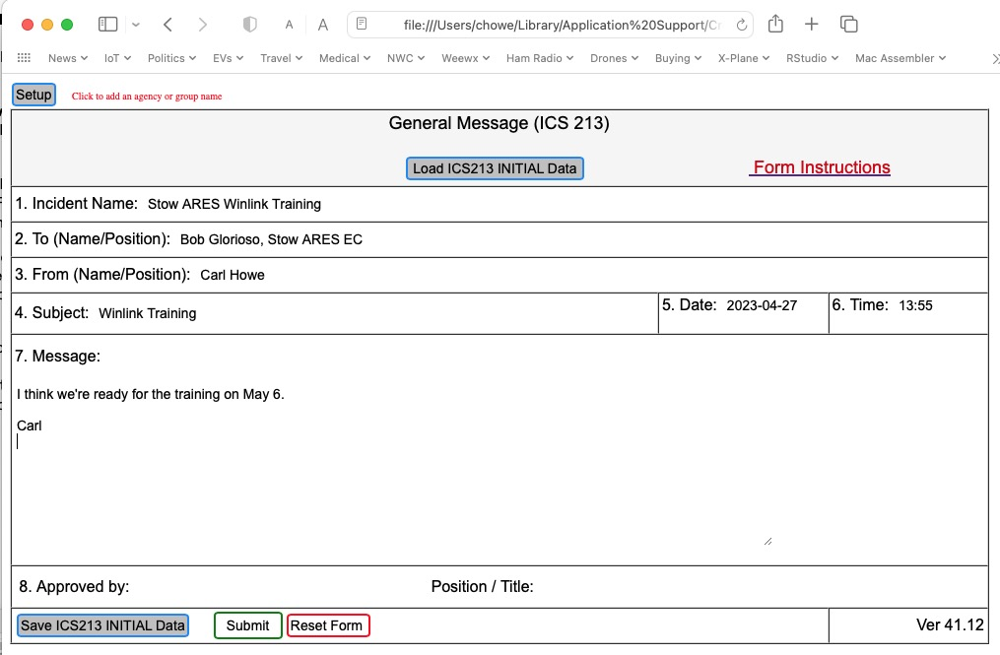 A A file:///Users/chowe/Library/Application%20Support/Cr
News IoT Politics EVs Travel Medical NWC Weewx Ham Radio Drones Buying X-Plane RStudio Mac Assembler
Setup Click to add an agency or group name
General Message (ICS 213)
Load ICS213 INITIAL Data Form Instructions
1. Incident Name: Stow ARES Winlink Training
2. To (Name/Position): Bob Glorioso, Stow ARES EC
3. From (Name/Position): Carl Howe
4. Subject: Winlink Training 5. Date: 2023-04-27 6. Time: 13:55
7. Message:
I think we're ready for the training on May 6.
Carl
8. Approved by: Position / Title:
Save ICS213 INITIAL Data Submit Reset Form Ver 41.12